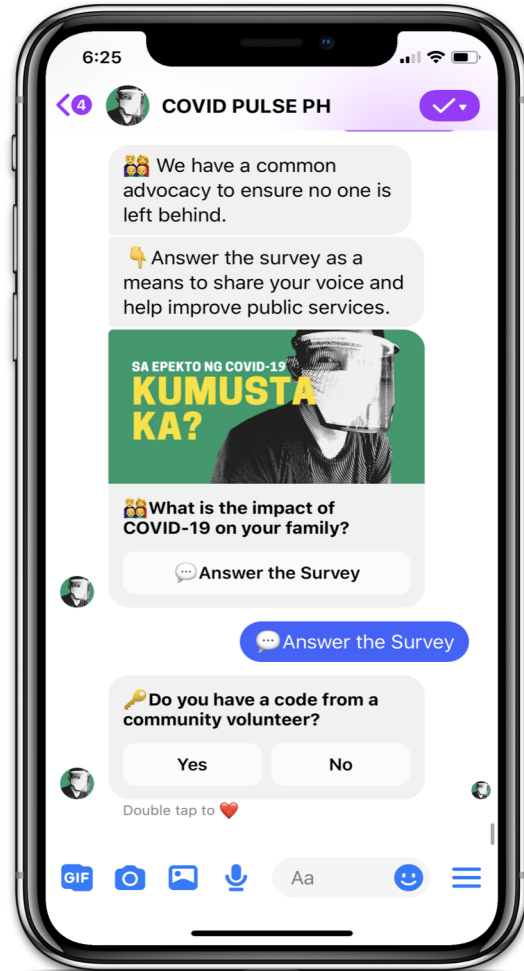 6:25
4
COVID PULSE PH
👨‍👩‍👧‍👦 We have a common
advocacy to ensure no one is
left behind.
👇Answer the survey as a
means to share your voice and
help improve public services.
SA EPEKTO NG COVID-19
KUMUSTA
KA?
👨‍👩‍👧‍👦What is the impact of
COVID-19 on your family?
💬Answer the Survey
💬Answer the Survey
🔑Do you have a code from a
community volunteer?
Yes
No
Double tap to ❤️
GIF
Aa